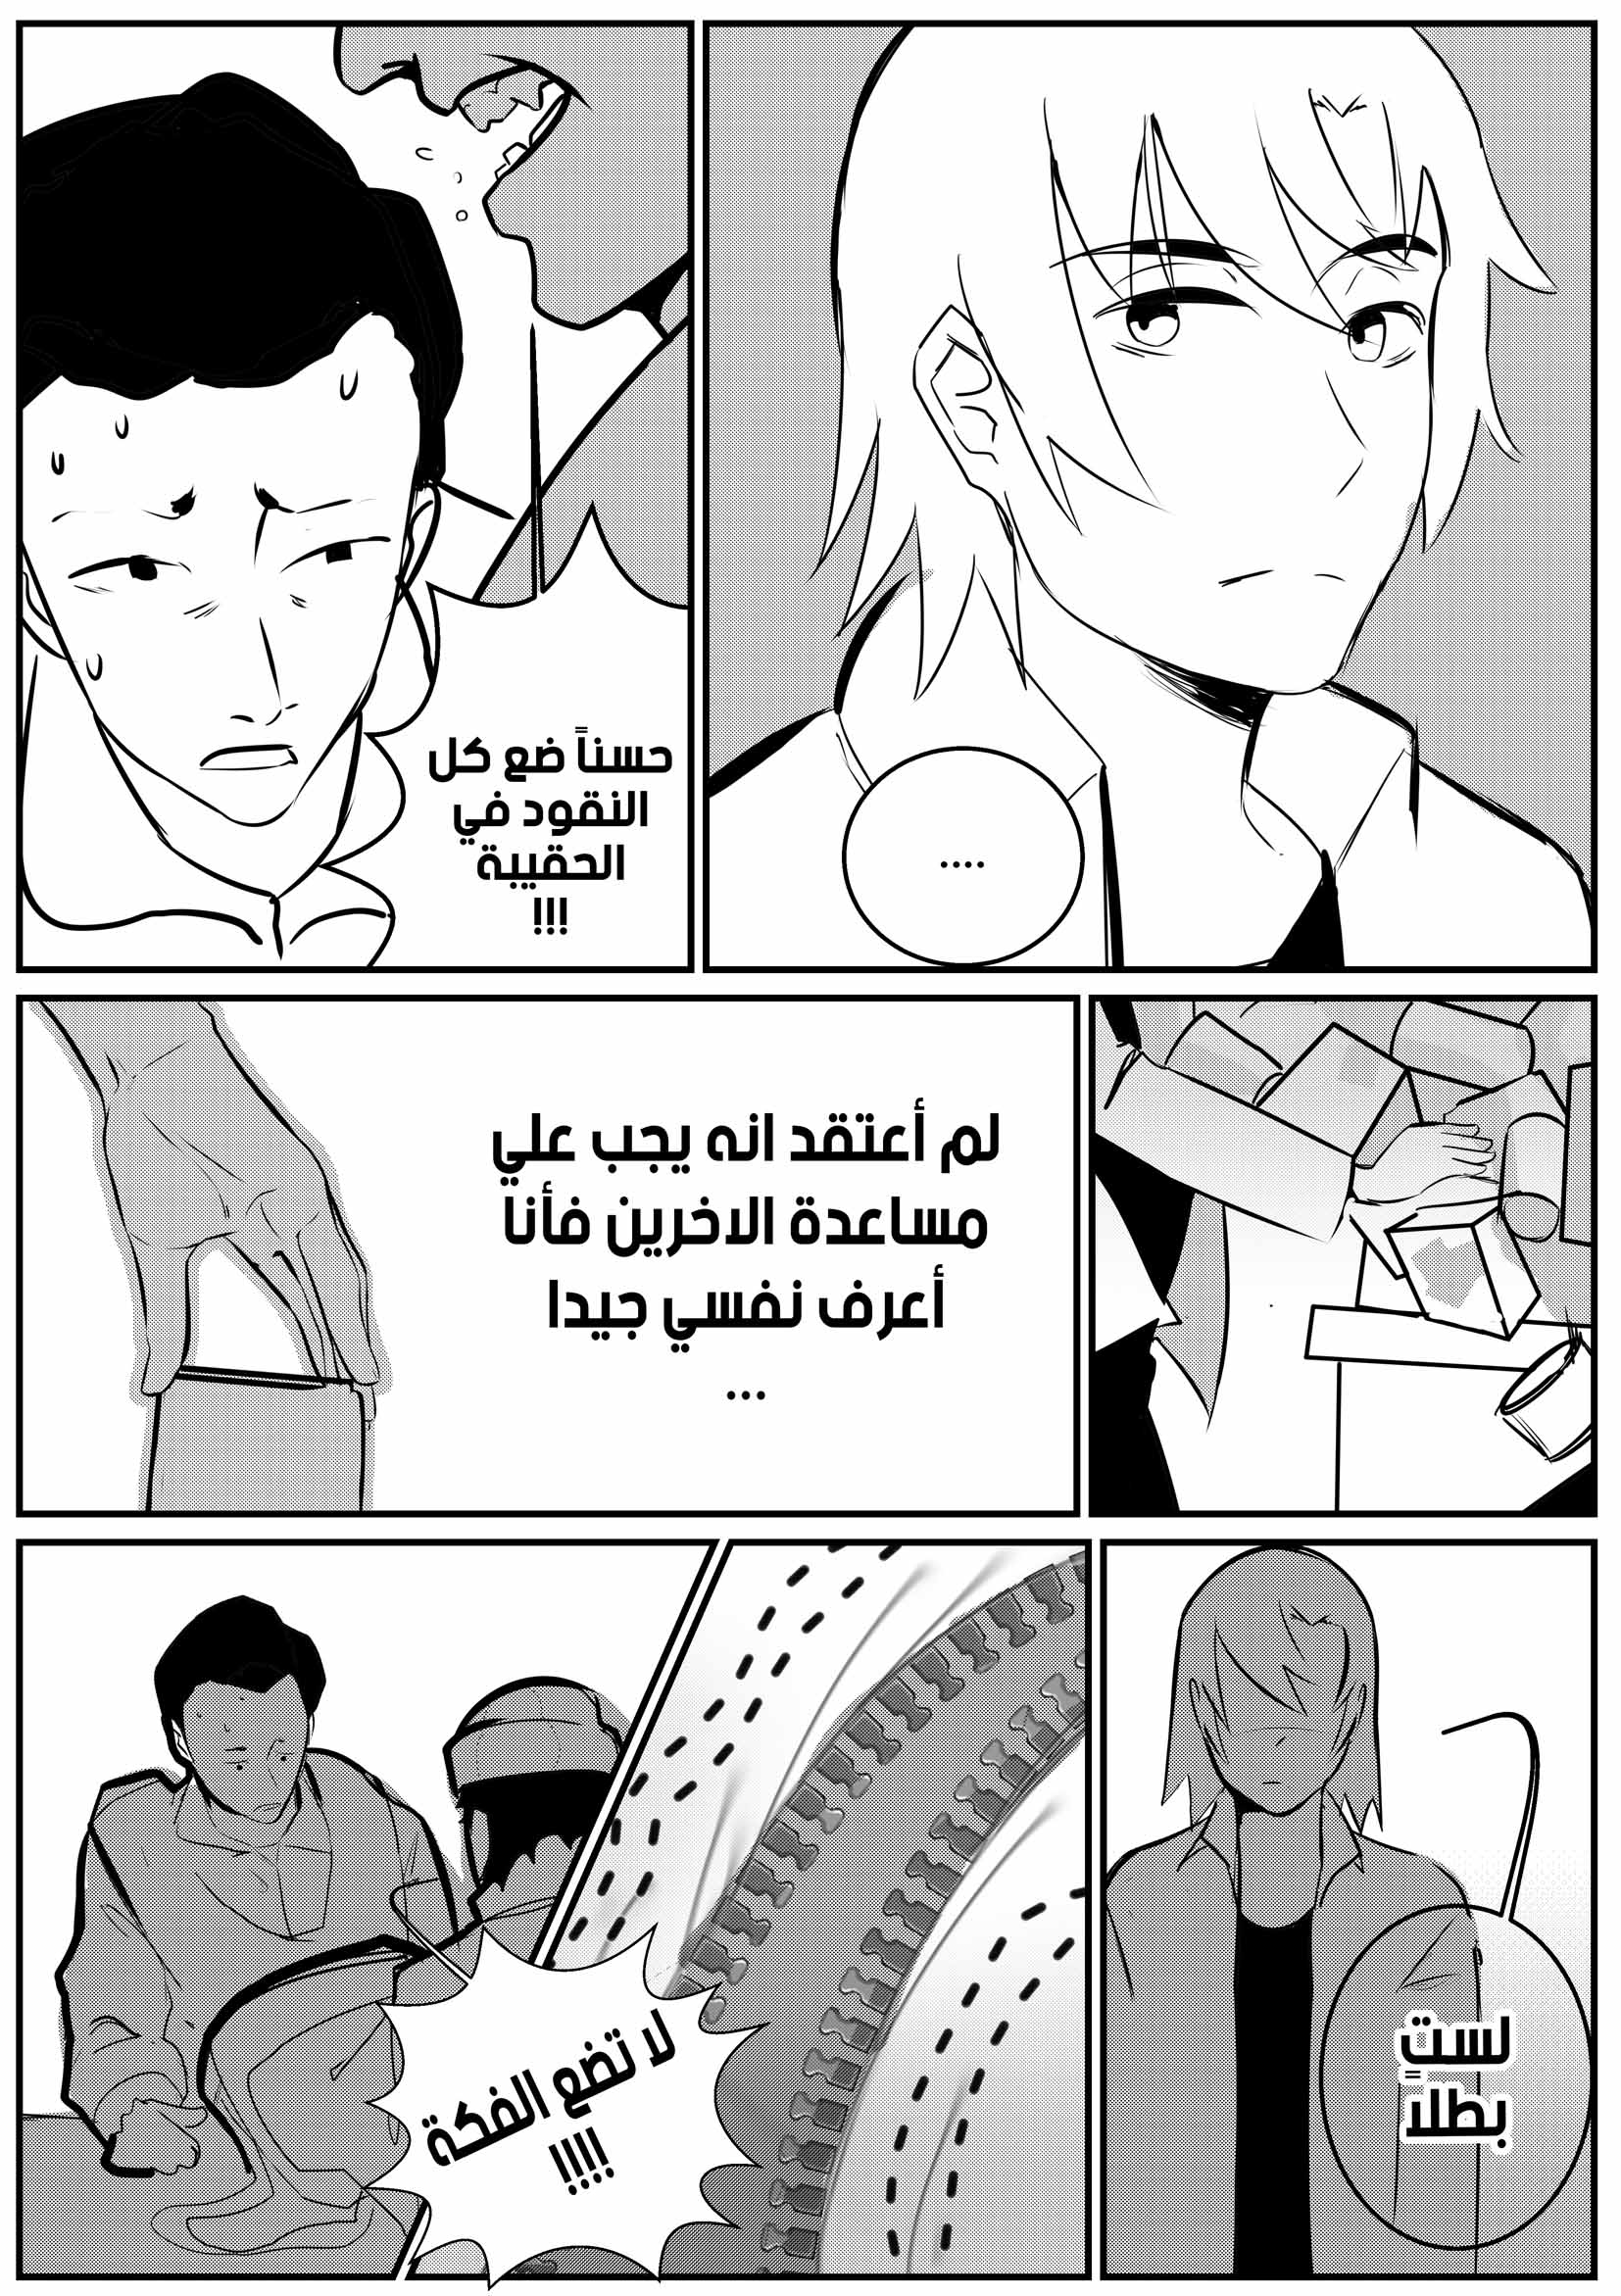 ....
حسناً ضع كل
النقود في
الحقيبة
!!!
لم أعتقد انه يجب علي
مساعدة الاخرين فأنا
أعرف نفسي جيدا
...
لست
بطلاً
لا تضع الفكة
!!!!